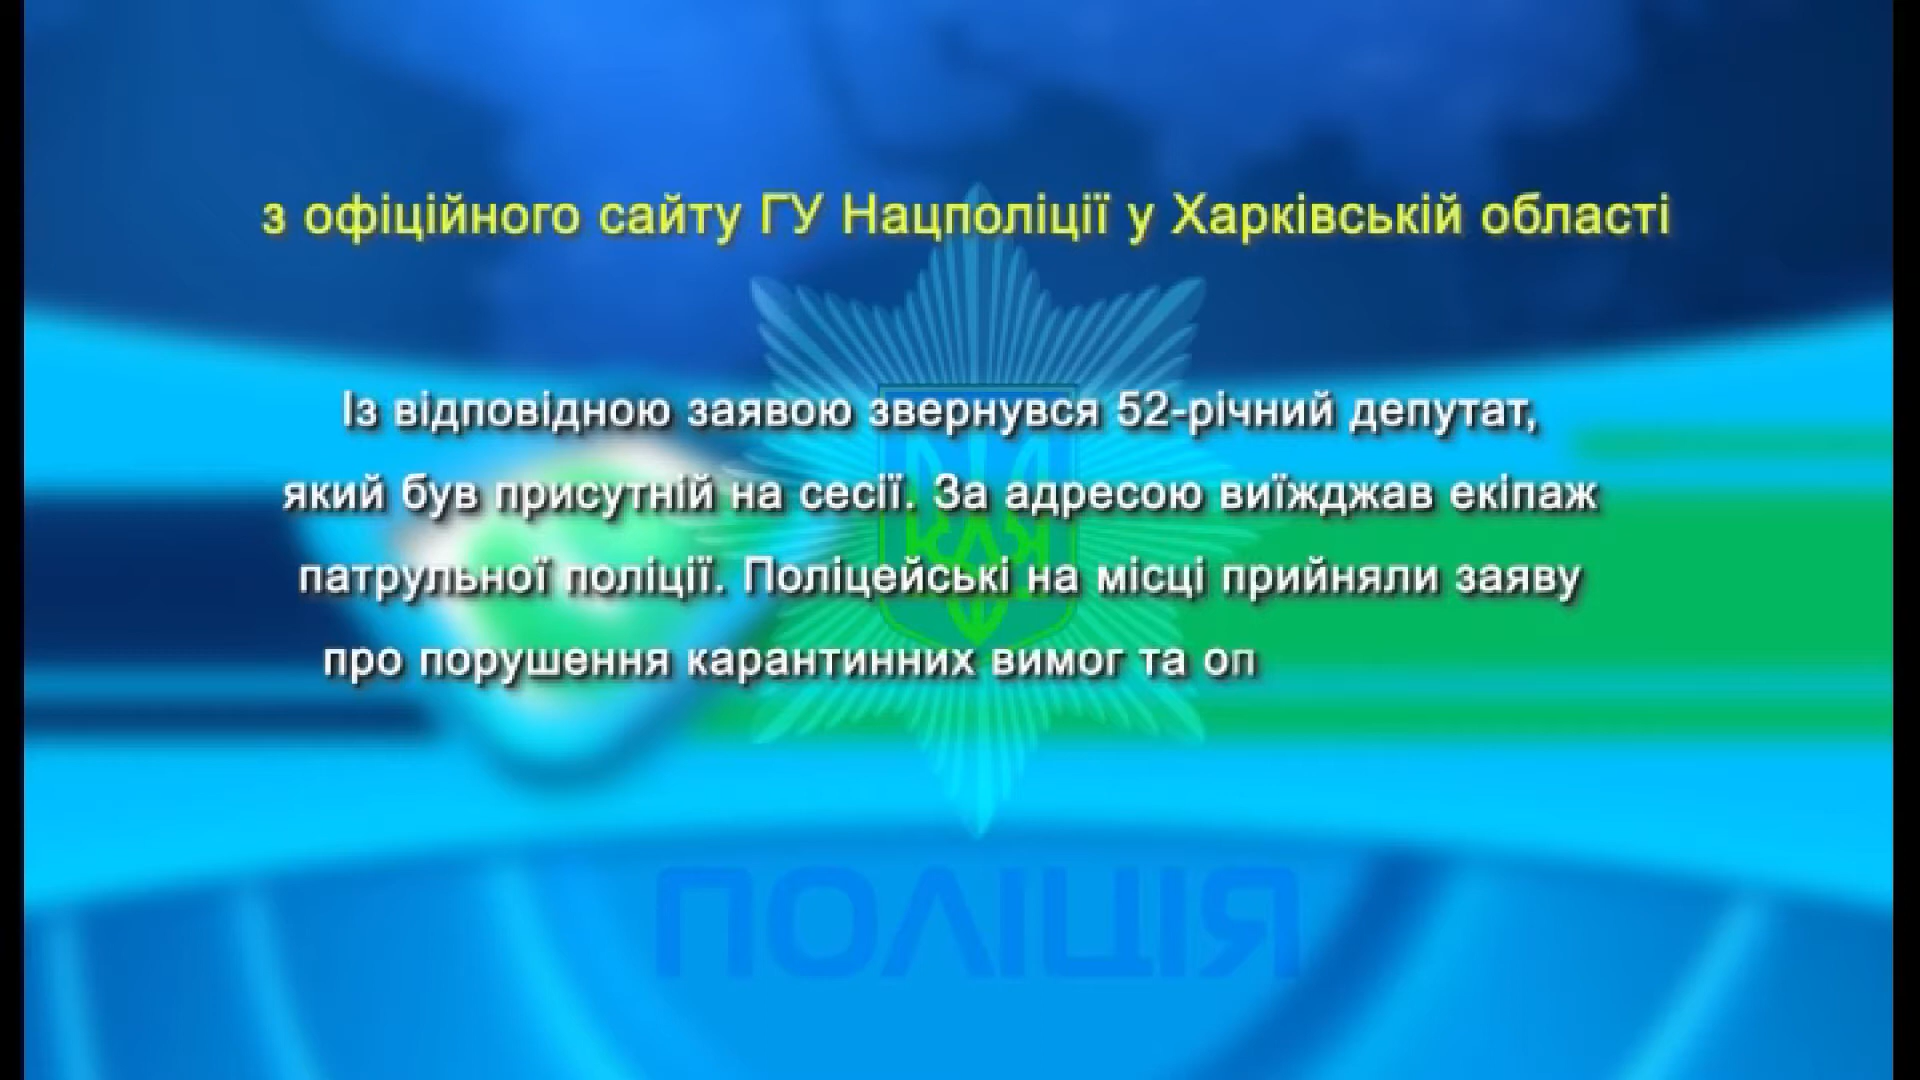 з офіційного сайту ГУ Нацполіції у Харківській області
Із відповідною заявою звернувся 52-річний депутат,
який був присутній на сесії. За адресою виїжджав екіпаж
патрульної поліції. Поліцейські на місці прийняли заяву
про порушення карантинних вимог та оп
ПОЛІЦІЯ